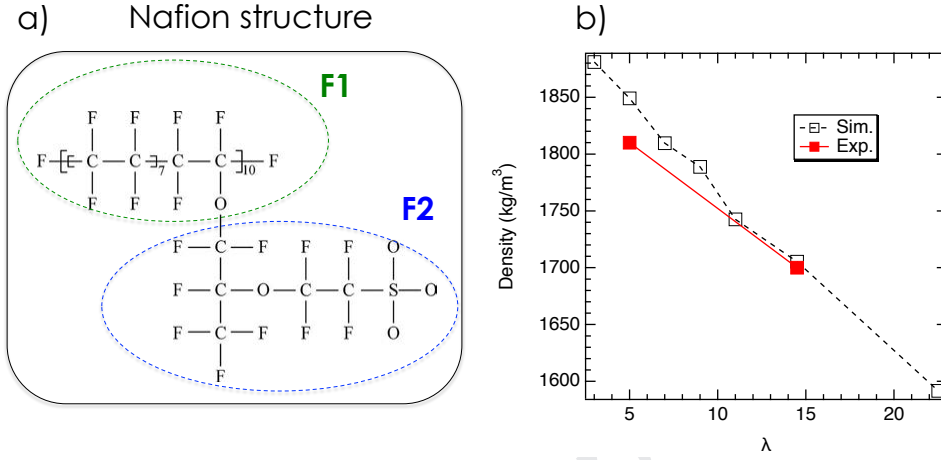 a) Nafion structure
F1
F F F F
F [ [ C C ]7 C C ]10 F
F F F O
F2
F C F F F O
F C O C C S O
F C F F F O
F
b)
Density (kg/m³)
1850
1800
1750
1700
1650
1600
Sim.
Exp.
5 10 15 20
λ